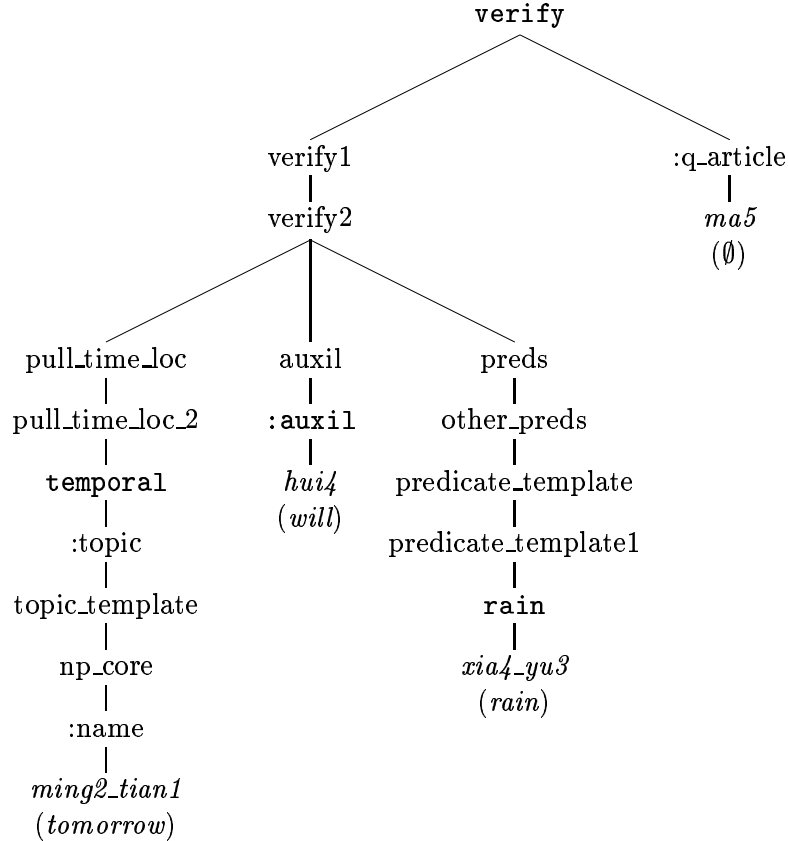 verify
verify1 :q_article
verify2 ma5
(∅)
pull_time_loc auxil preds
pull_time_loc_2 :auxil other_preds
temporal hui4 predicate_template
(will)
:topic predicate_template1
topic_template rain
np_core xia4_yu3
(rain)
:name
ming2_tian1
(tomorrow)